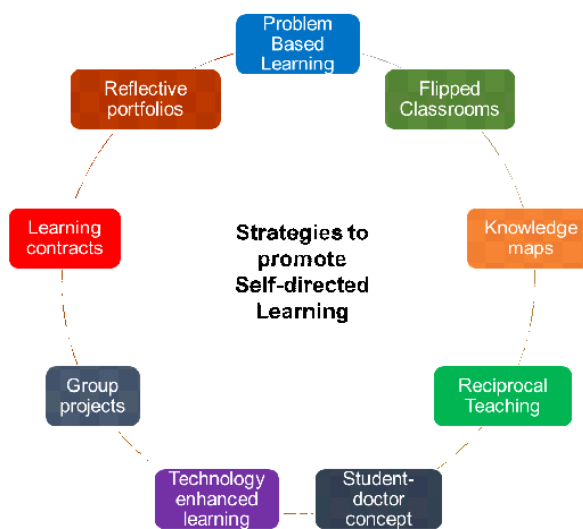 Problem
Based
Learning
Flipped
Classrooms
Knowledge
maps
Reciprocal
Teaching
Student-
doctor
concept
Technology
enhanced
learning
Group
projects
Learning
contracts
Reflective
portfolios
Strategies to
promote
Self-directed
Learning